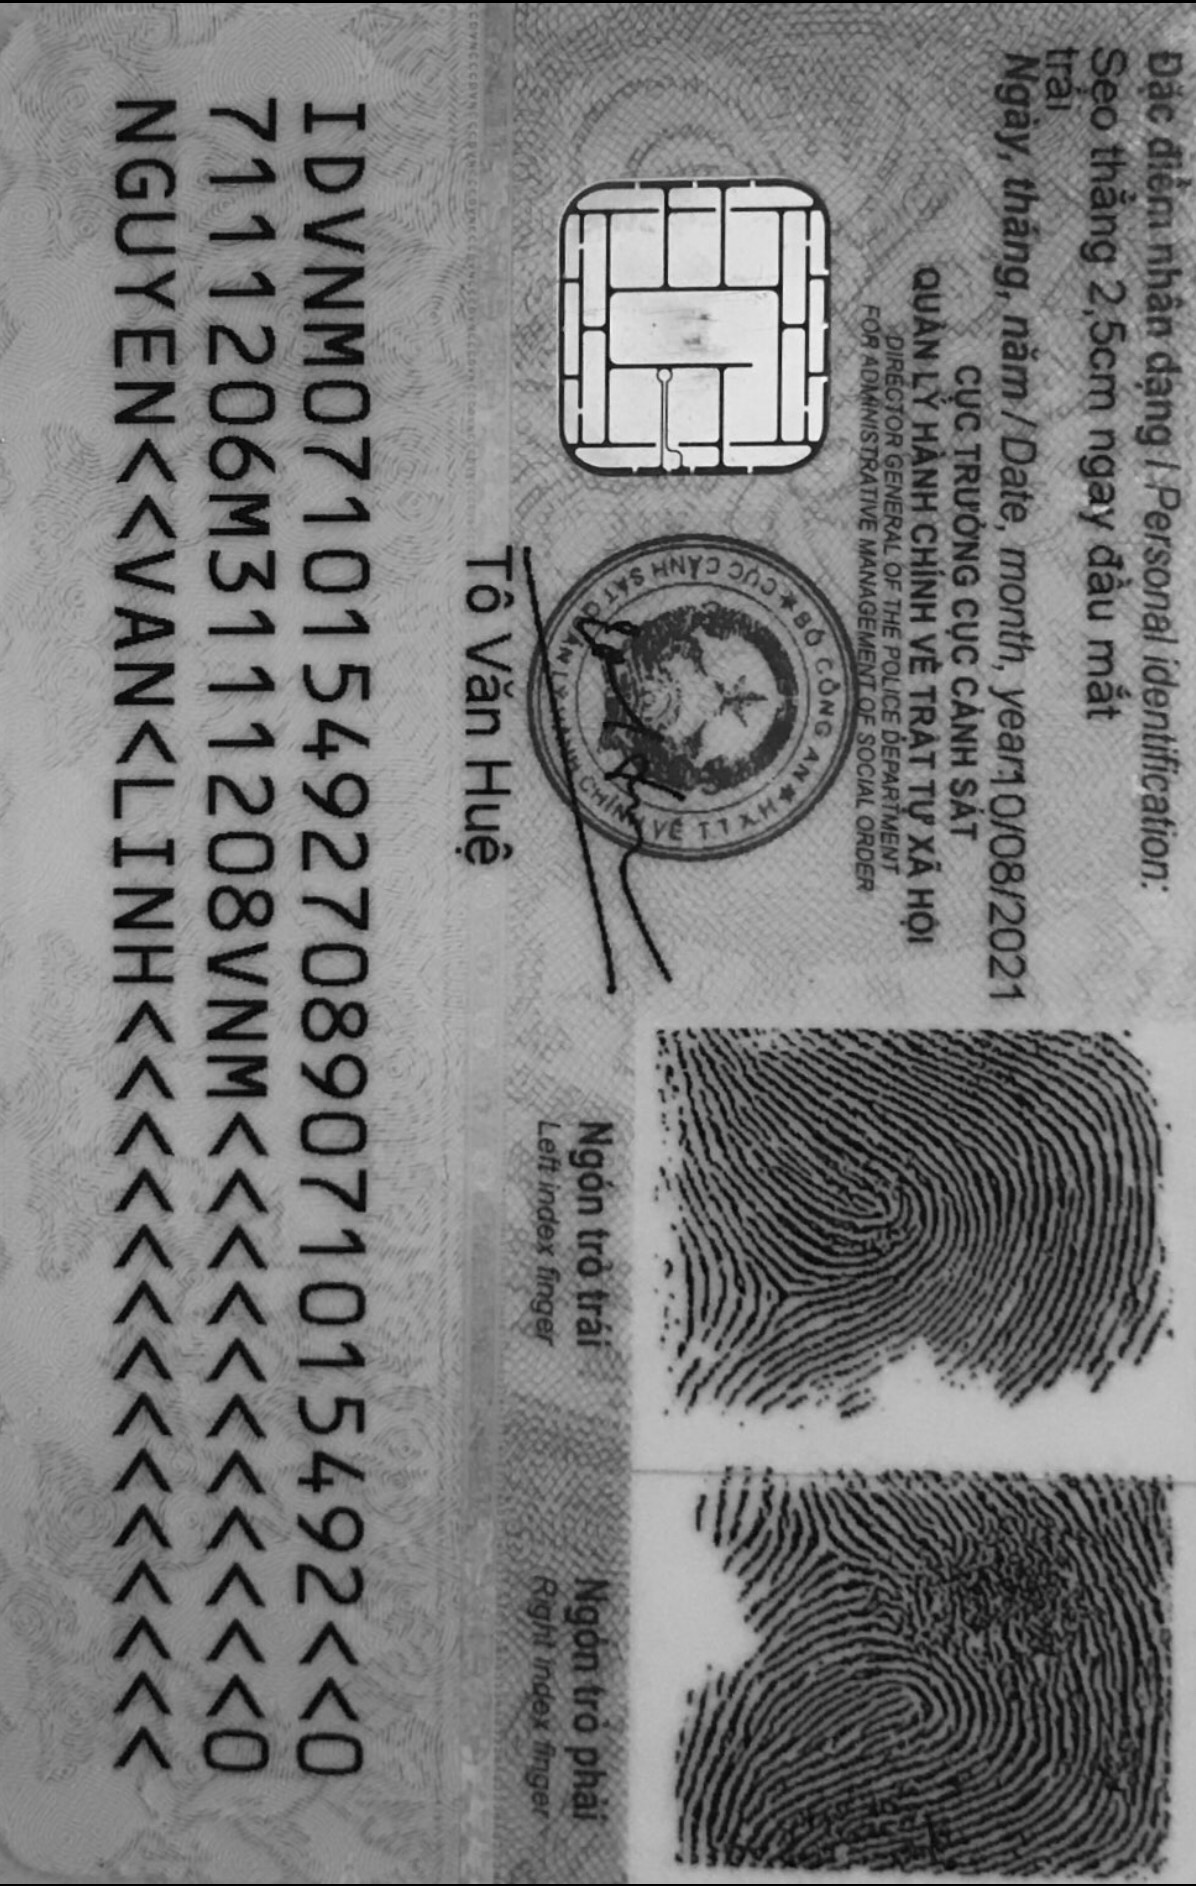 Đặc điểm nhân dạng / Personal identification:
Sẹo thẳng 2,5cm ngay đầu mắt
trái
Ngày, tháng, năm / Date, month, year:10/08/2021
CỤC TRƯỞNG CỤC CẢNH SÁT
QUẢN LÝ HÀNH CHÍNH VỀ TRẬT TỰ XÃ HỘI
DIRECTOR GENERAL OF THE POLICE DEPARTMENT
FOR ADMINISTRATIVE MANAGEMENT OF SOCIAL ORDER
BỘ CÔNG AN
CỤC CẢNH SÁT QUẢN LÝ HÀNH CHÍNH VỀ TTXH
Tô Văn Huệ
Ngón trỏ trái
Left index finger
Ngón trỏ phải
Right index finger
IDVNM0710154927089071015492<<0
7111206M3111208VNM<<<<<<<<<<<0
NGUYEN<<VAN<LINH<<<<<<<<<<<<<<